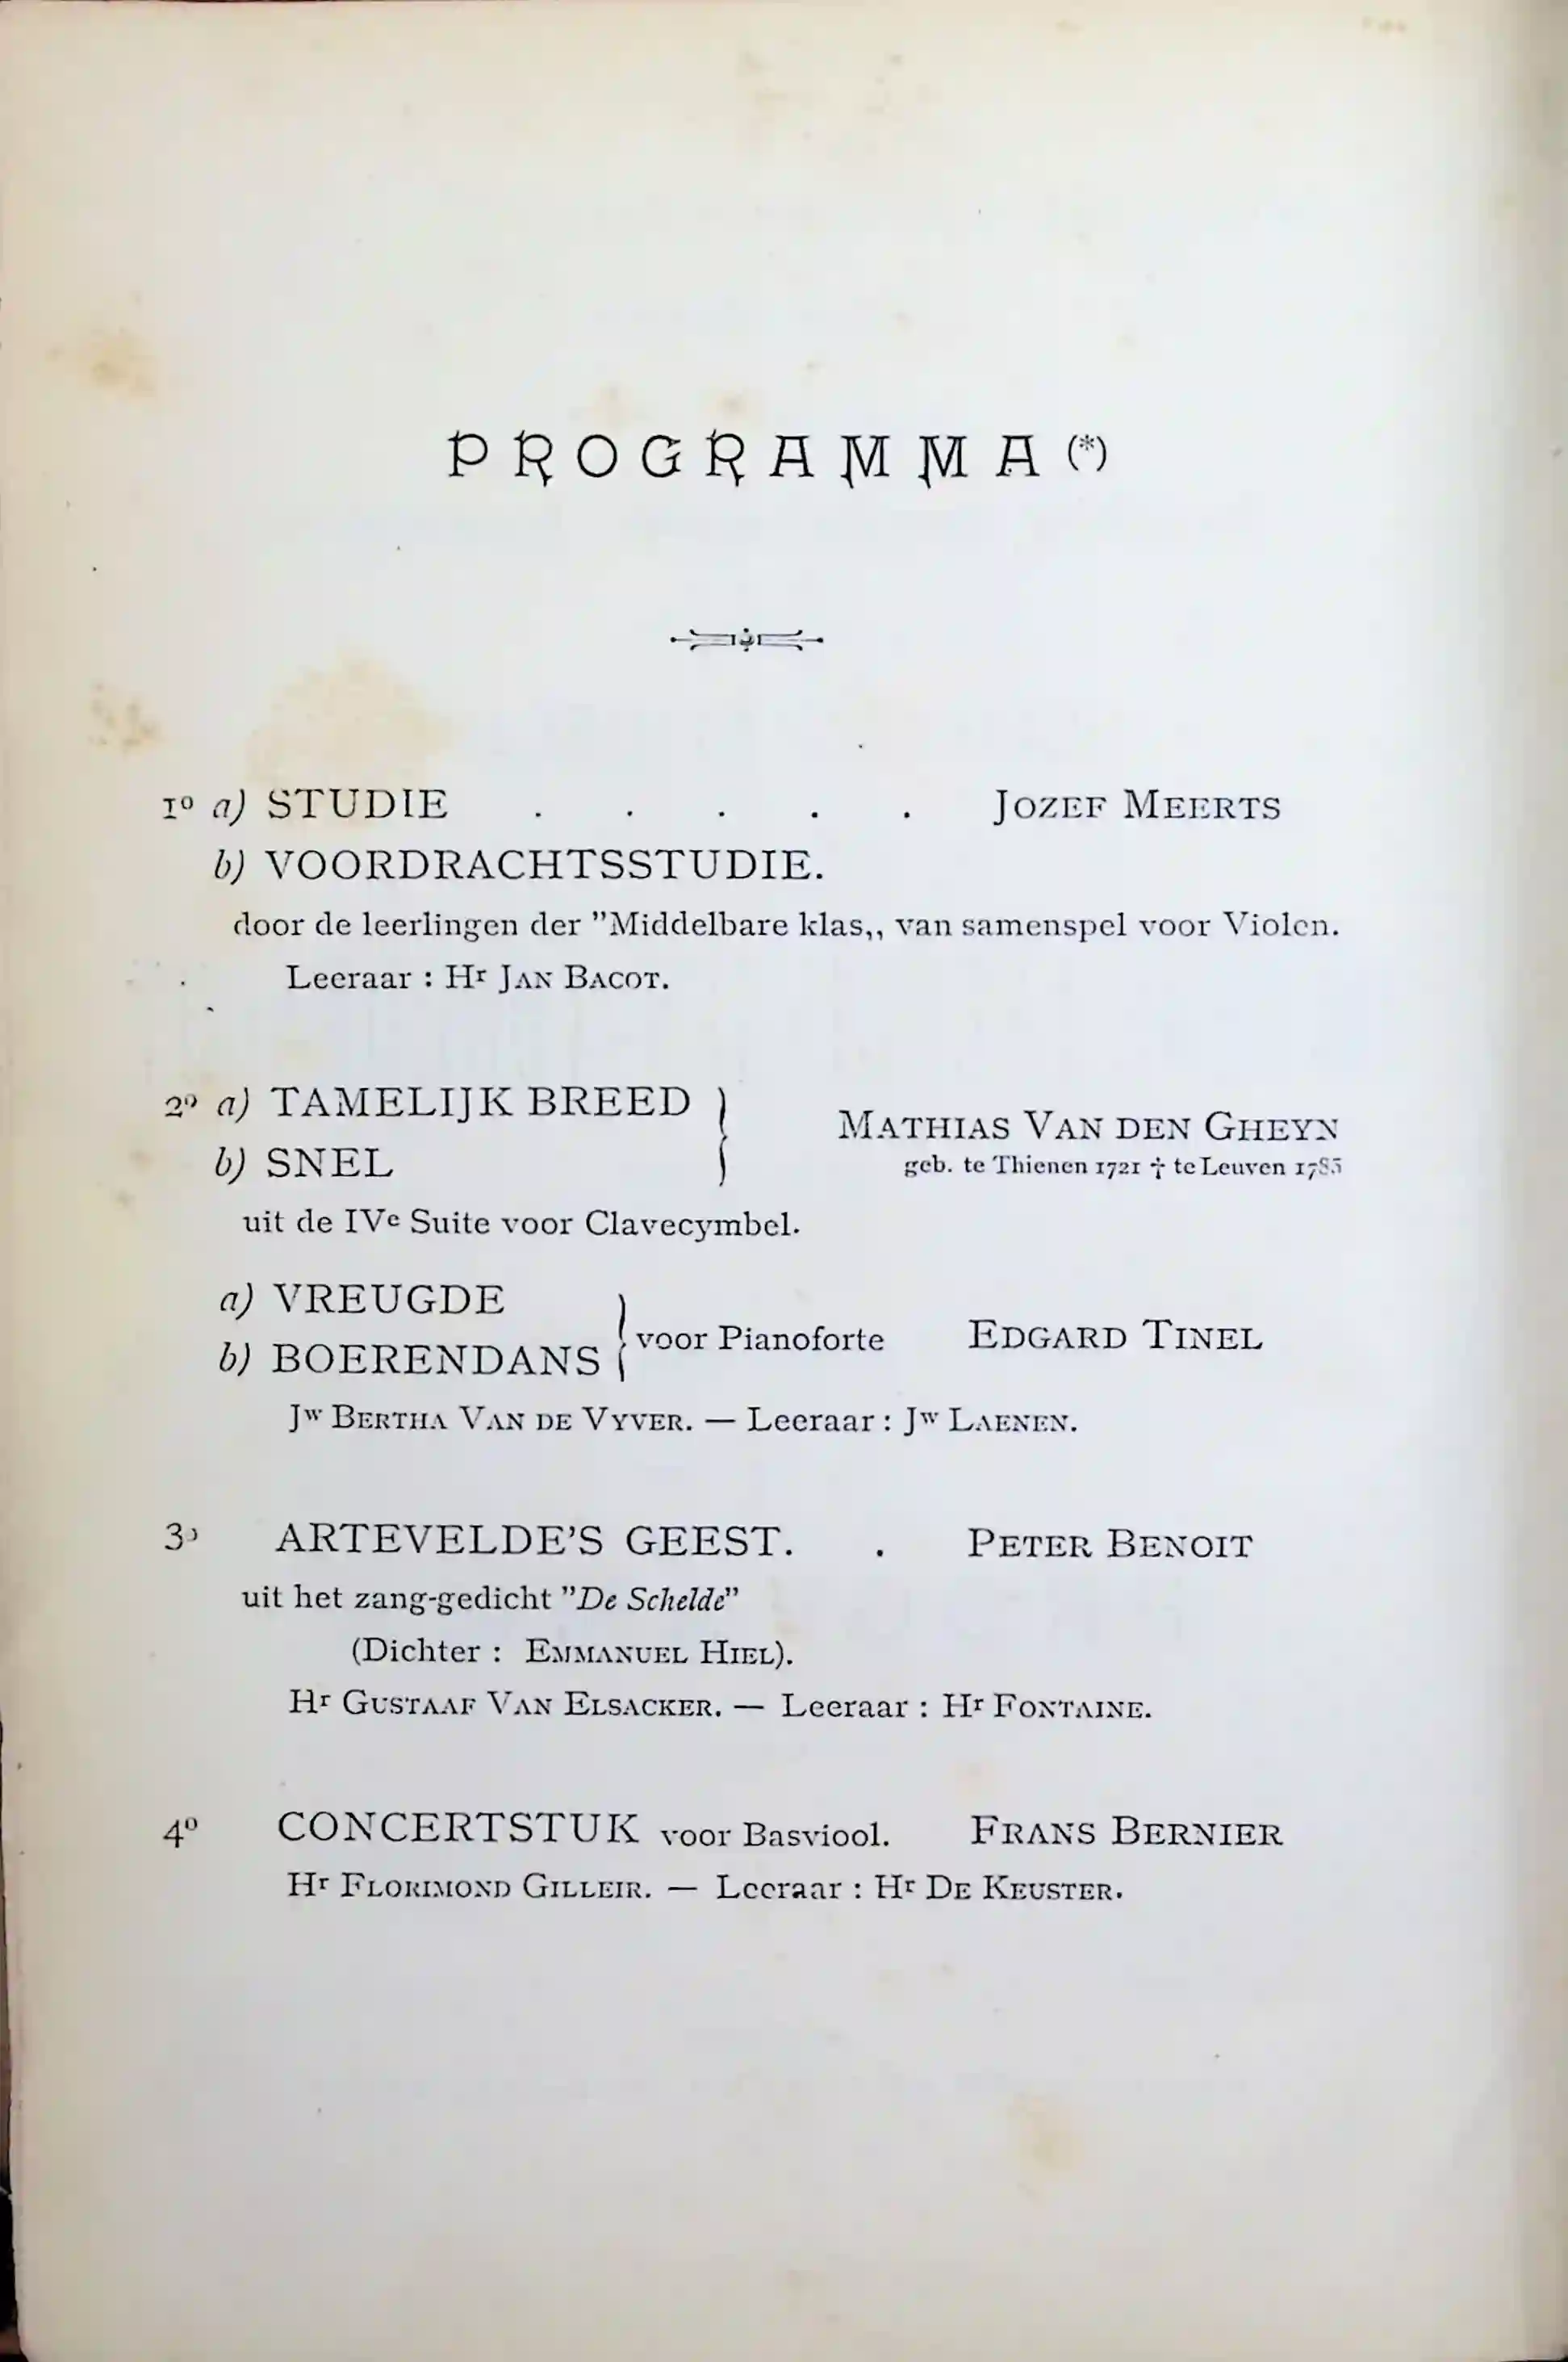 PROGRAMMA (*)
1º a) STUDIE . . . . . JOZEF MEERTS
b) VOORDRACHTSSTUDIE.
door de leerlingen der "Middelbare klas,, van samenspel voor Violen.
Leeraar : Hr JAN BACOT.
2º a) TAMELIJK BREED } MATHIAS VAN DEN GHEYN
b) SNEL geb. te Thienen 1721 † te Leuven 1785
uit de IVe Suite voor Clavecymbel.
a) VREUGDE
b) BOERENDANS } voor Pianoforte EDGARD TINEL
Jw BERTHA VAN DE VYVER. — Leeraar : Jw LAENEN.
3º ARTEVELDE'S GEEST. . PETER BENOIT
uit het zang-gedicht "De Schelde"
(Dichter : EMMANUEL HIEL).
Hr GUSTAAF VAN ELSACKER. — Leeraar : Hr FONTAINE.
4º CONCERTSTUK voor Basviool. FRANS BERNIER
Hr FLORIMOND GILLEIR. — Leeraar : Hr DE KEUSTER.